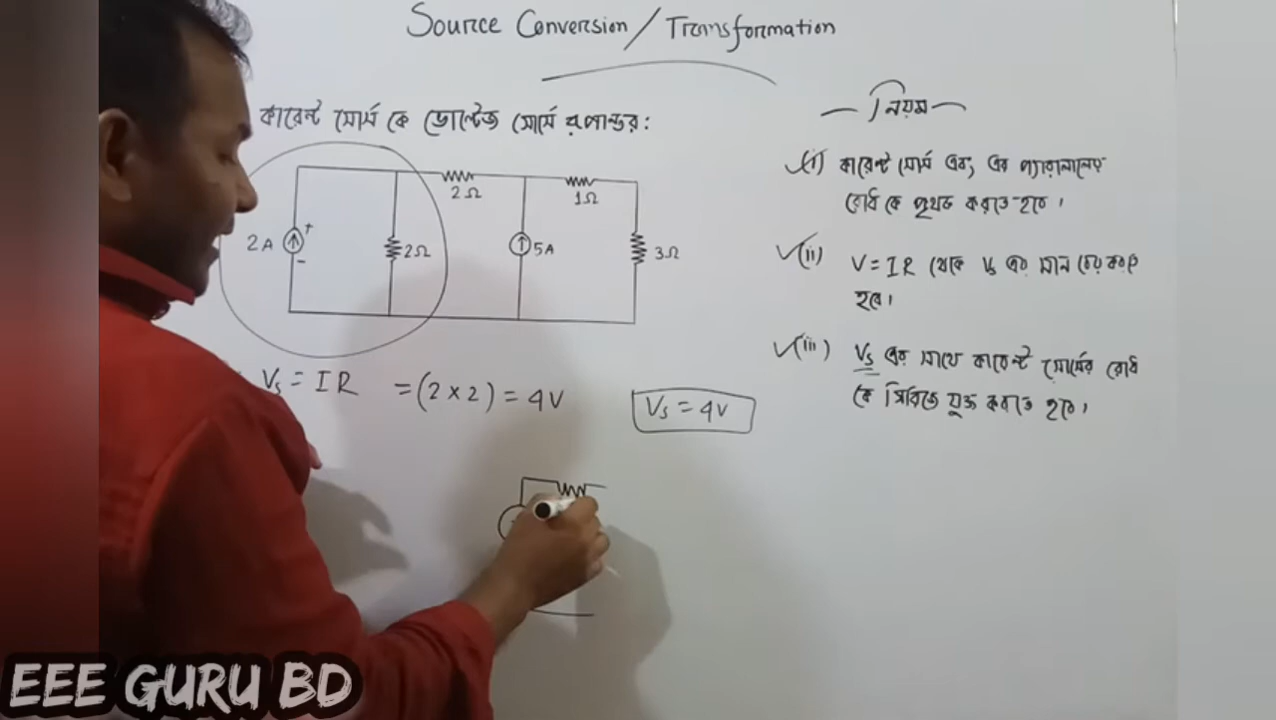 Source Conversion / Transformation
কারেন্ট সোর্স কে ভোল্টেজ সোর্সে রূপান্তর:
2A
+
-
2Ω
2Ω
5A
1Ω
3Ω
Vs = IR = (2 × 2) = 4V
Vs = 4V
নিয়ম
(i) কারেন্ট সোর্স এবং এর প্যারালালের
রোধ কে পৃথক করতে হবে।
(ii) V = IR থেকে Vs এর মান বের করতে
হবে।
(iii) Vs এর সাথে কারেন্ট সোর্সের রোধ
কে সিরিজে যুক্ত করতে হবে।
EEE GURU BD